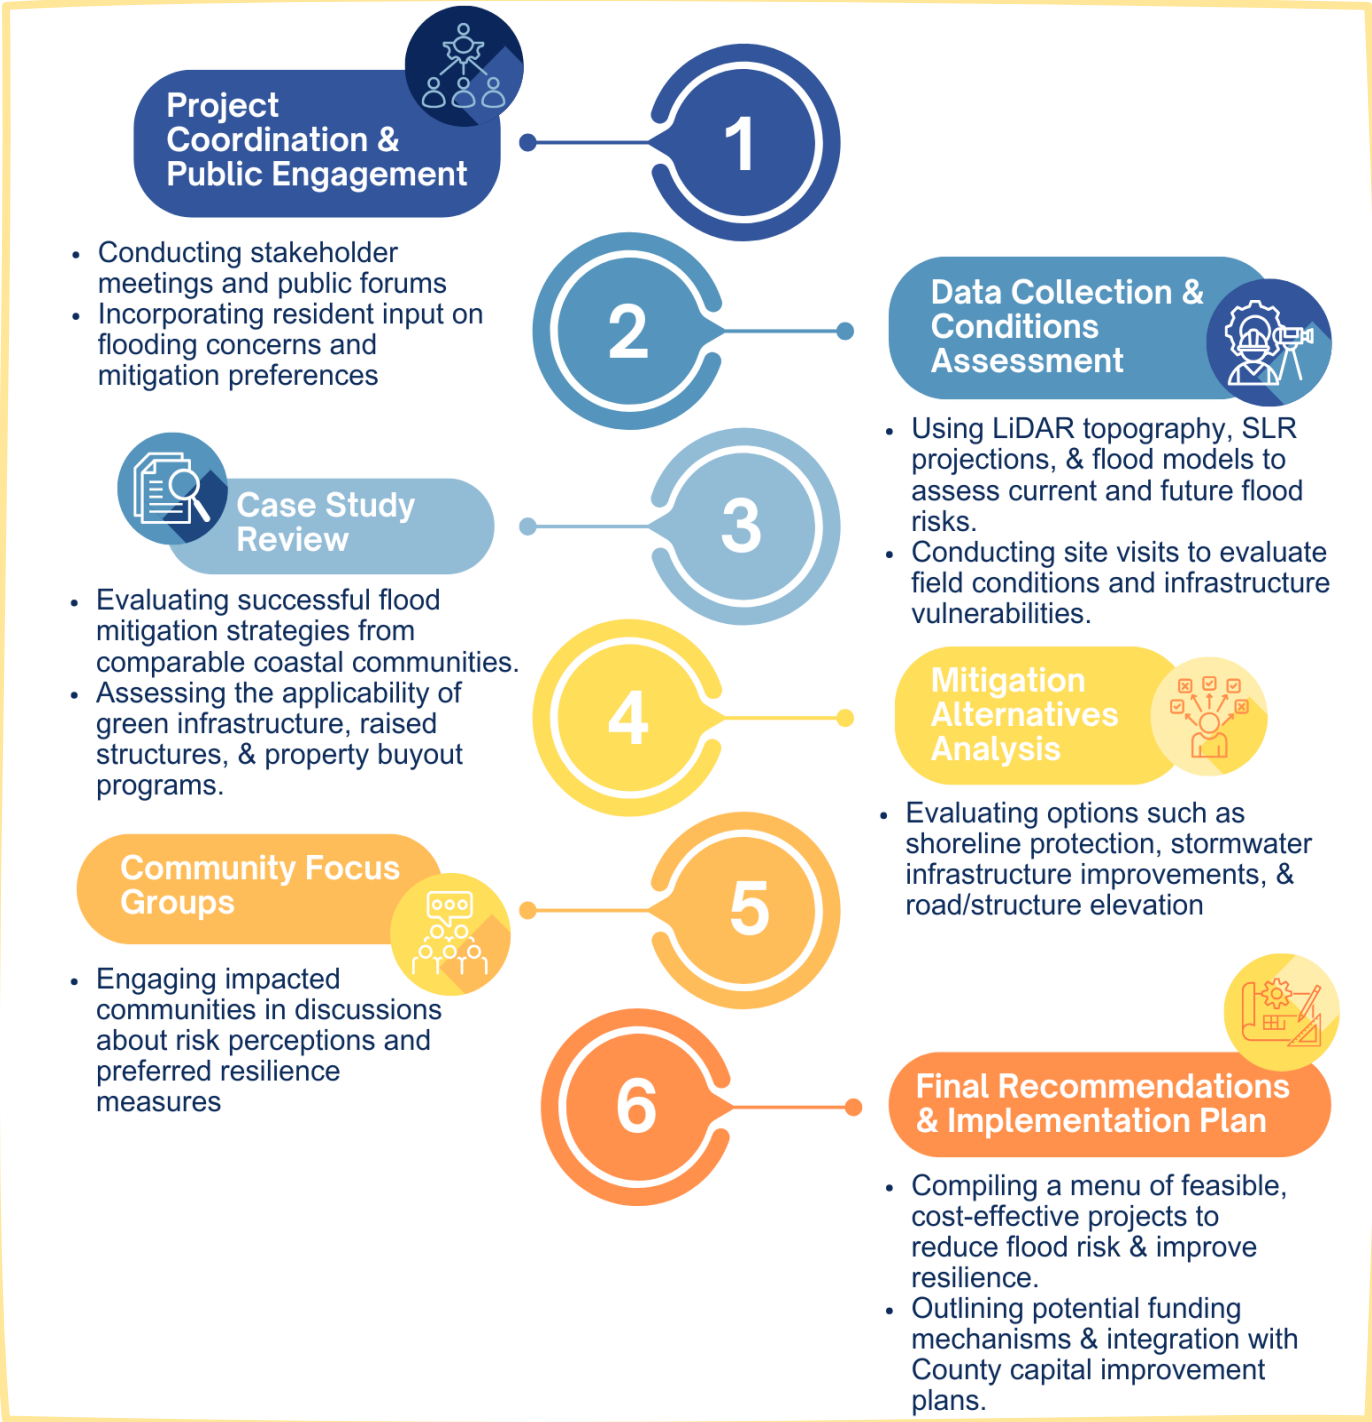 Project
Coordination &
Public Engagement
1
• Conducting stakeholder
meetings and public forums
• Incorporating resident input on
flooding concerns and
mitigation preferences
2
Data Collection &
Conditions
Assessment
• Using LiDAR topography, SLR
projections, & flood models to
assess current and future flood
risks.
• Conducting site visits to evaluate
field conditions and infrastructure
vulnerabilities.
Case Study
Review
3
• Evaluating successful flood
mitigation strategies from
comparable coastal communities.
• Assessing the applicability of
green infrastructure, raised
structures, & property buyout
programs.
4
Mitigation
Alternatives
Analysis
• Evaluating options such as
shoreline protection, stormwater
infrastructure improvements, &
road/structure elevation
Community Focus
Groups
5
• Engaging impacted
communities in discussions
about risk perceptions and
preferred resilience
measures
6
Final Recommendations
& Implementation Plan
• Compiling a menu of feasible,
cost-effective projects to
reduce flood risk & improve
resilience.
• Outlining potential funding
mechanisms & integration with
County capital improvement
plans.